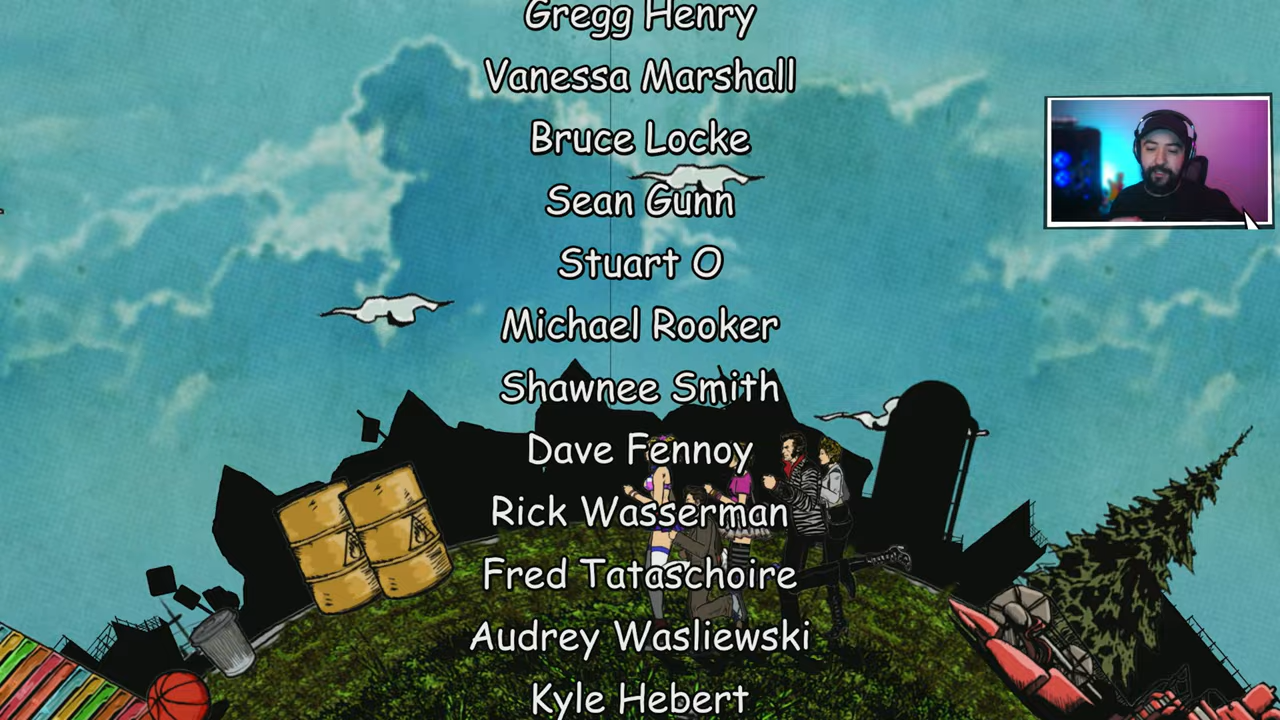 Gregg Henry
Vanessa Marshall
Bruce Locke
Sean Gunn
Stuart O
Michael Rooker
Shawnee Smith
Dave Fennoy
Rick Wasserman
Fred Tataschoire
Audrey Wasliewski
Kyle Hebert